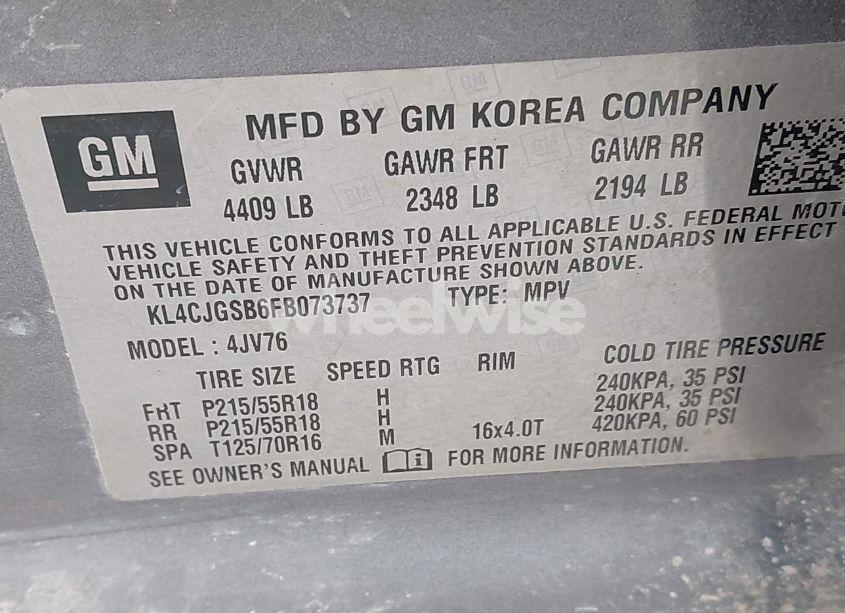 GM
MFD BY GM KOREA COMPANY
GVWR GAWR FRT GAWR RR
4409 LB 2348 LB 2194 LB
THIS VEHICLE CONFORMS TO ALL APPLICABLE U.S. FEDERAL MOT
VEHICLE SAFETY AND THEFT PREVENTION STANDARDS IN EFFECT
ON THE DATE OF MANUFACTURE SHOWN ABOVE.
KL4CJGSB6FB073737 TYPE: MPV
wheelwise
MODEL : 4JV76
TIRE SIZE SPEED RTG RIM COLD TIRE PRESSURE
FRT P215/55R18 H 240KPA, 35 PSI
RR P215/55R18 H 240KPA, 35 PSI
SPA T125/70R16 M 16x4.0T 420KPA, 60 PSI
SEE OWNER'S MANUAL FOR MORE INFORMATION.